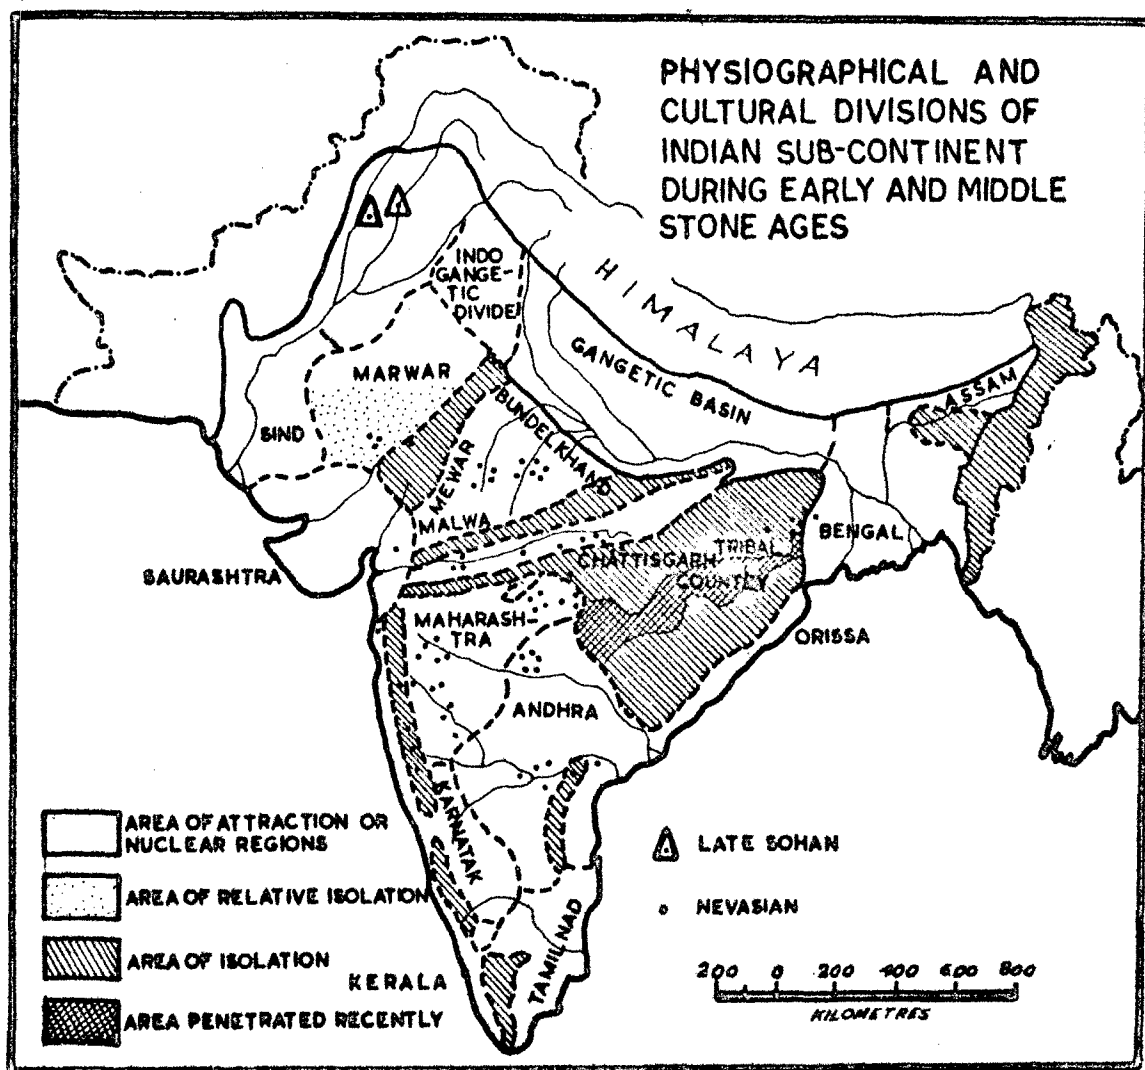 PHYSIOGRAPHICAL AND
CULTURAL DIVISIONS OF
INDIAN SUB-CONTINENT
DURING EARLY AND MIDDLE
STONE AGES
HIMALAYA
INDO
GANGE-
TIC
DIVIDE
GANGETIC BASIN
MARWAR
ASSAM
SIND
BUNDELKHAND
MEWAR
MALWA
BENGAL
TRIBAL
CHATTISGARH
COUNTRY
SAURASHTRA
MAHARASH-
TRA
ORISSA
ANDHRA
KARNATAK
TAMILNAD
KERALA
AREA OF ATTRACTION OR
NUCLEAR REGIONS
AREA OF RELATIVE ISOLATION
AREA OF ISOLATION
AREA PENETRATED RECENTLY
LATE SOHAN
NEVASIAN
200 0 200 400 600 800
KILOMETRES